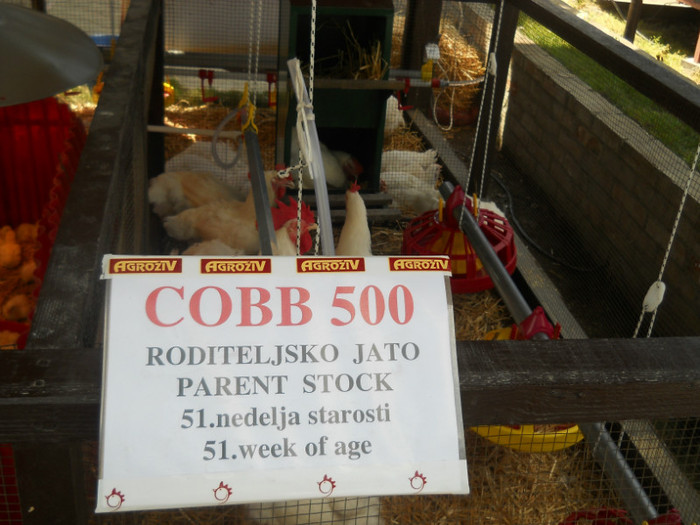 AGROŽIV AGROŽIV AGROŽIV AGROŽIV
COBB 500
RODITELJSKO JATO
PARENT STOCK
51.nedelja starosti
51.week of age